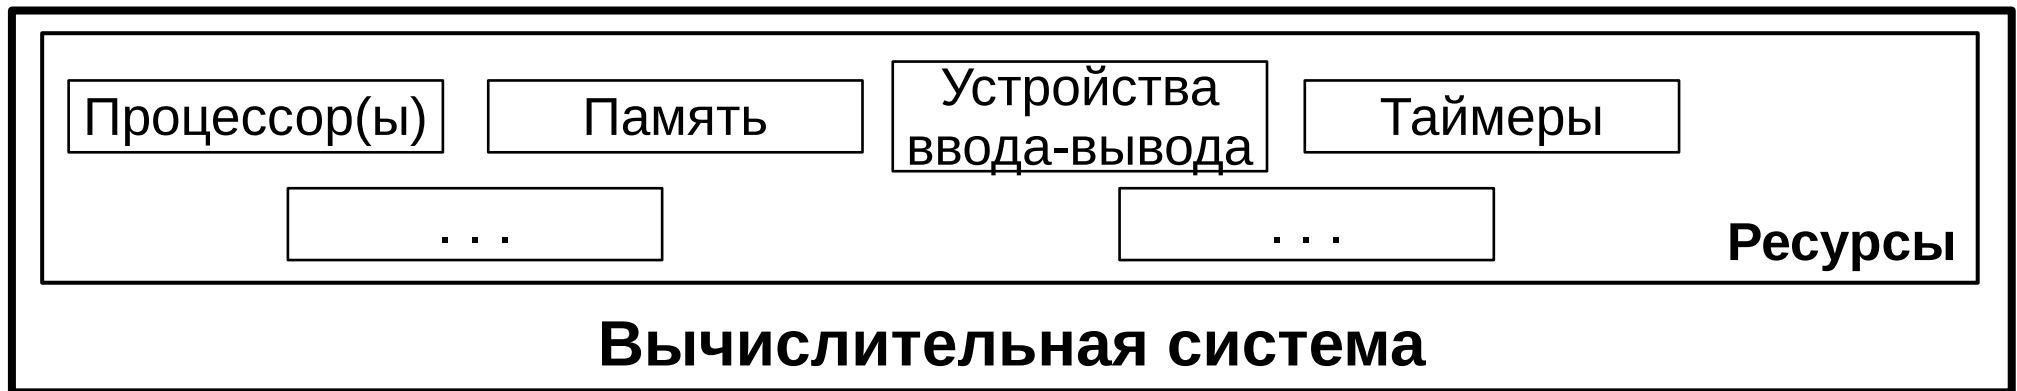 Процессор(ы)
Память
Устройства
ввода-вывода
Таймеры
. . .
. . .
Ресурсы
Вычислительная система